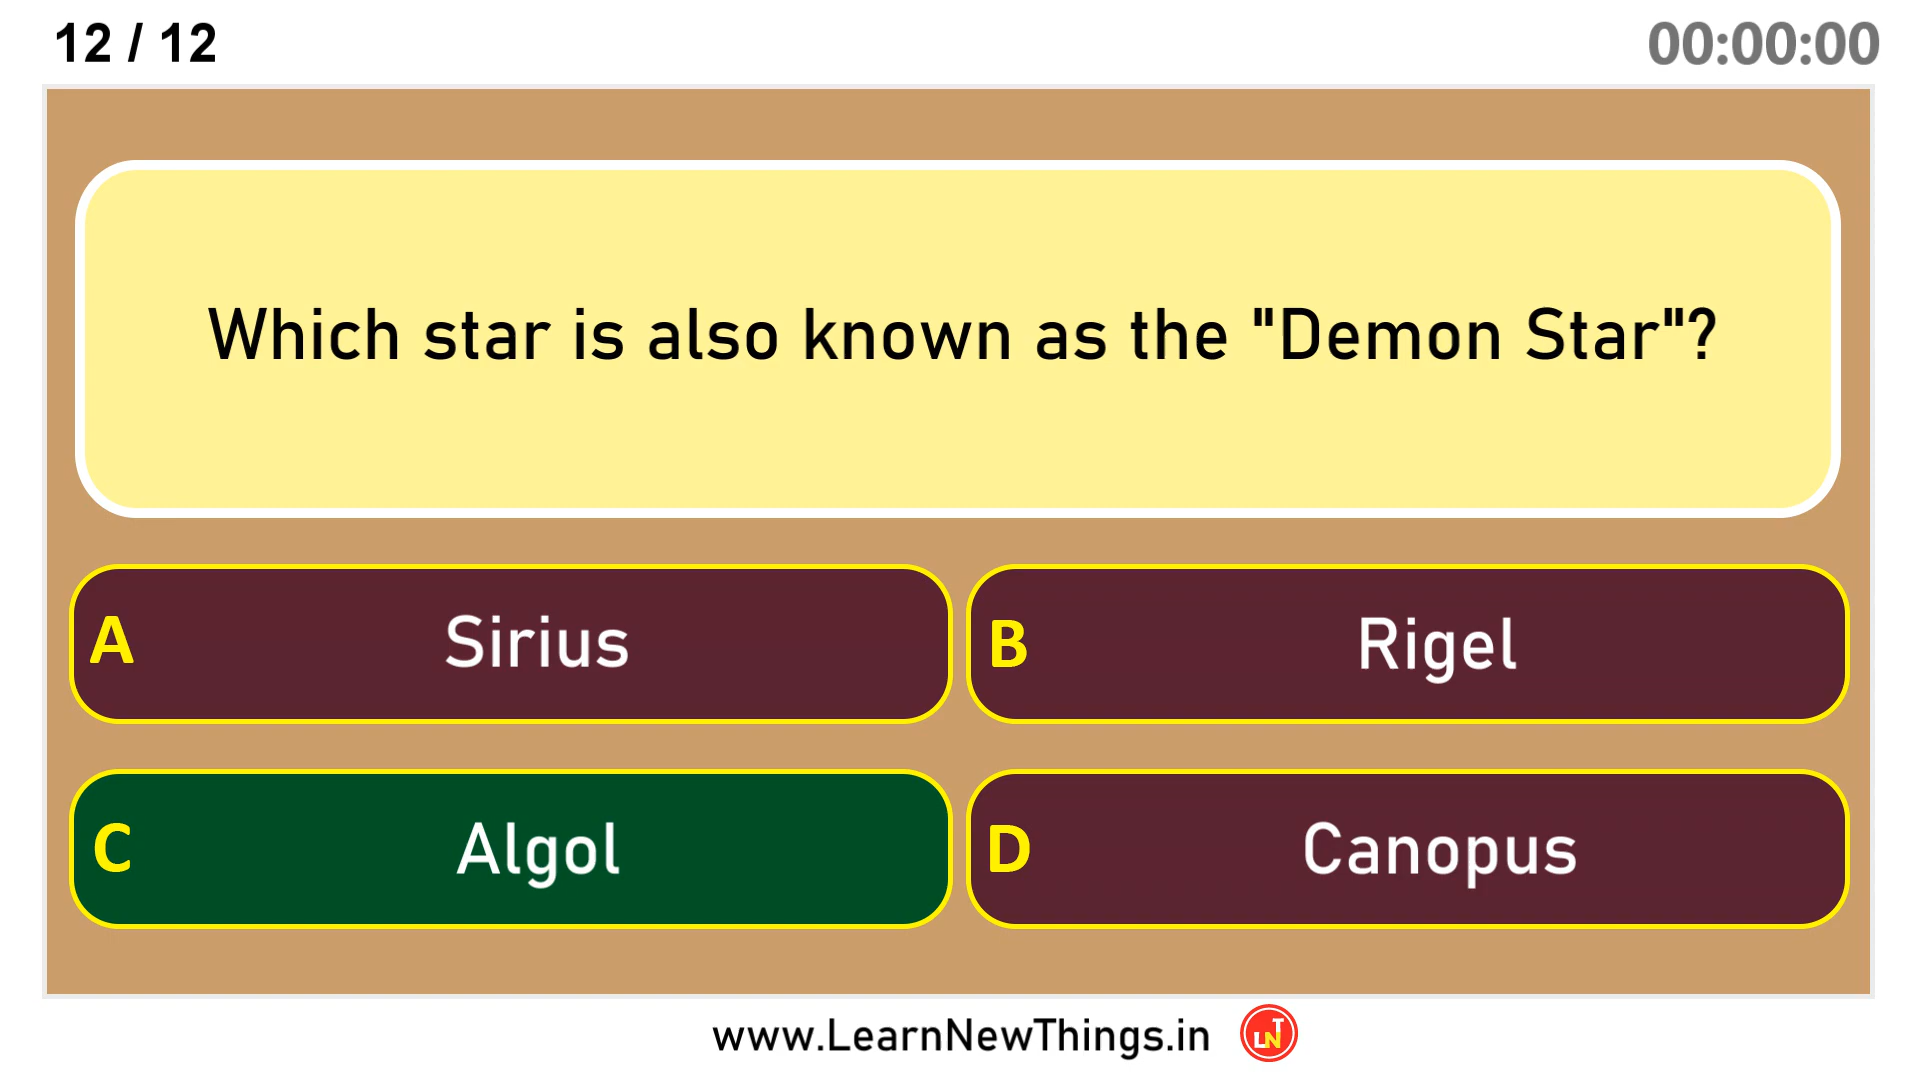 12 / 12
00:00:00
Which star is also known as the "Demon Star"?
A Sirius
B Rigel
C Algol
D Canopus
www.LearnNewThings.in
LNT